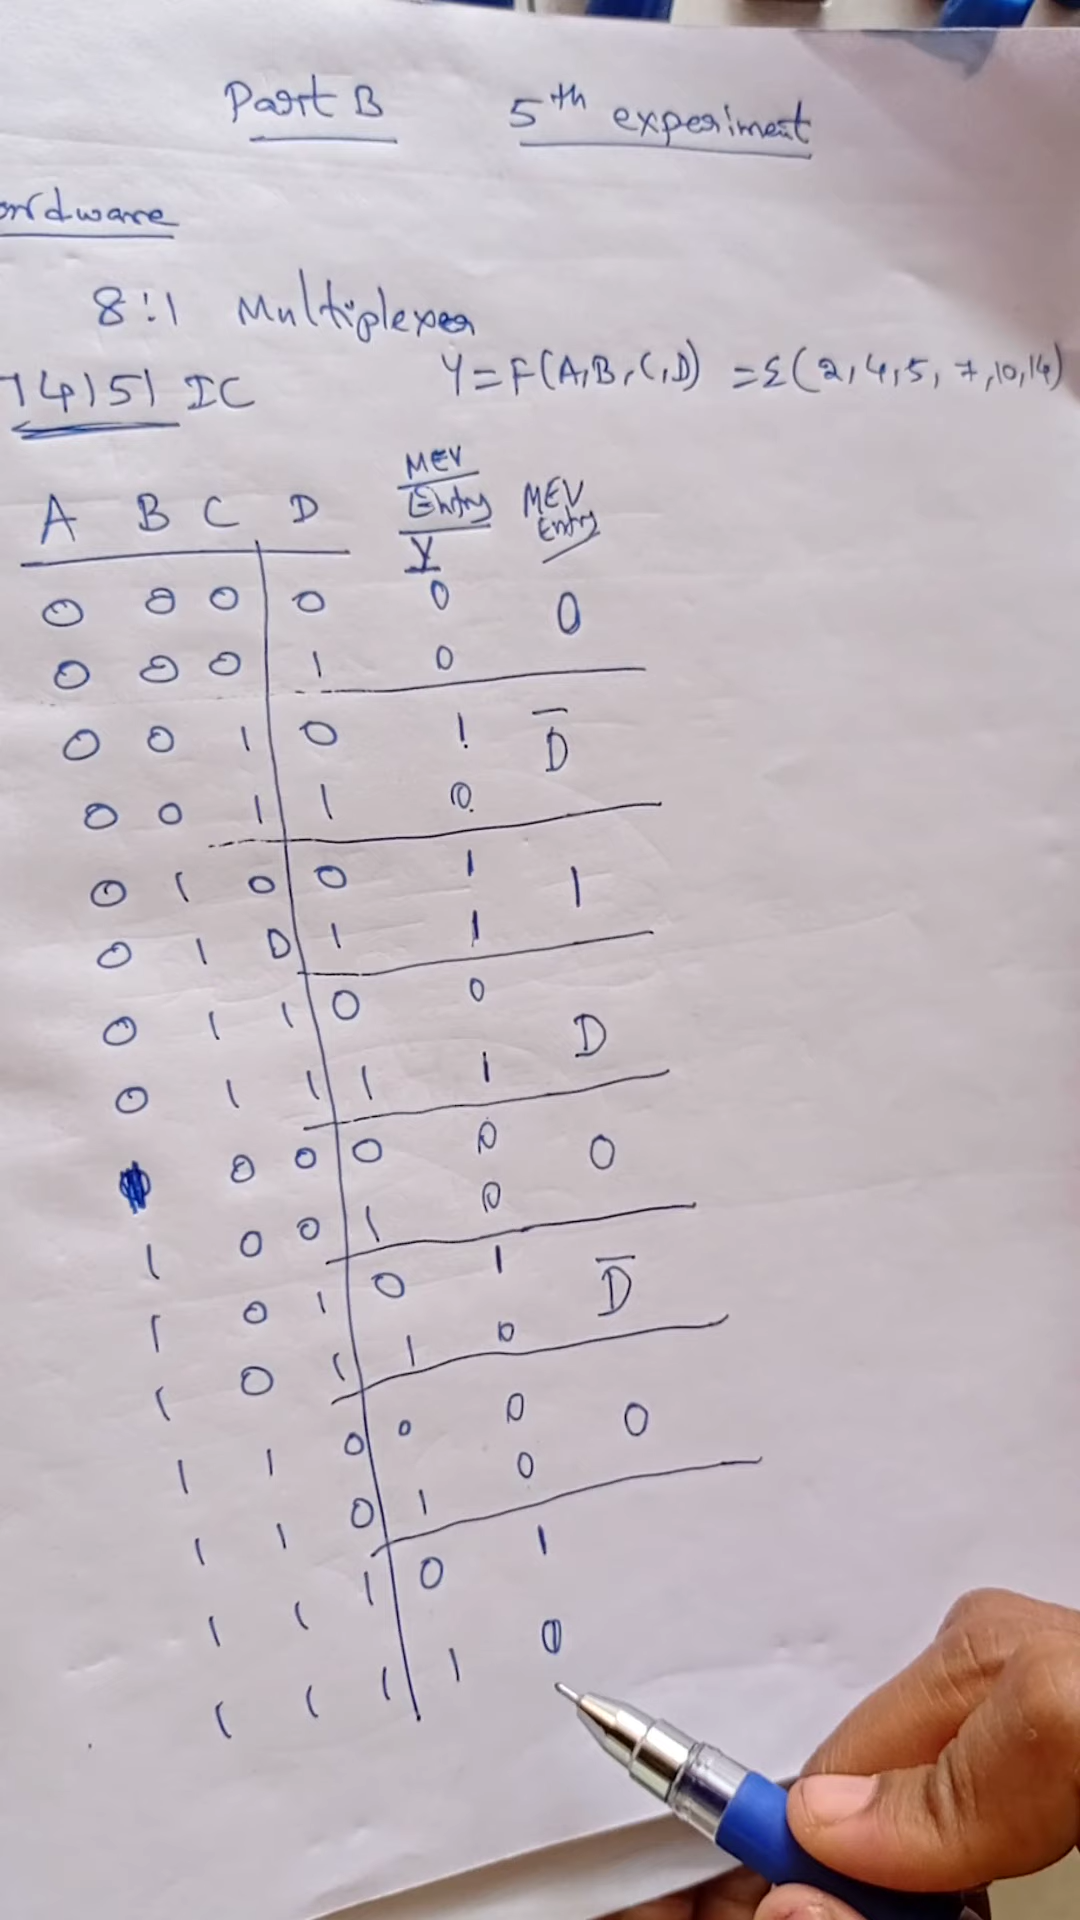 Part B 5th experiment
ardware
8:1 Multiplexer
74151 IC Y=F(A,B,C,D) =Σ(2,4,5,7,10,14)
A B C D MEV Entry Y MEV Entry
0 0 0 0 0 0
0 0 0 1 0
0 0 1 0 1 D̅
0 0 1 1 0
0 1 0 0 1 1
0 1 0 1 1
0 1 1 0 0 D
0 1 1 1 1
0 0 0 0 0
1 0 0 1 0
1 0 1 0 1 D̅
1 0 1 1 0
1 1 0 0 0 0
1 1 0 1 0
1 1 1 0 1
1 1 1 1 0